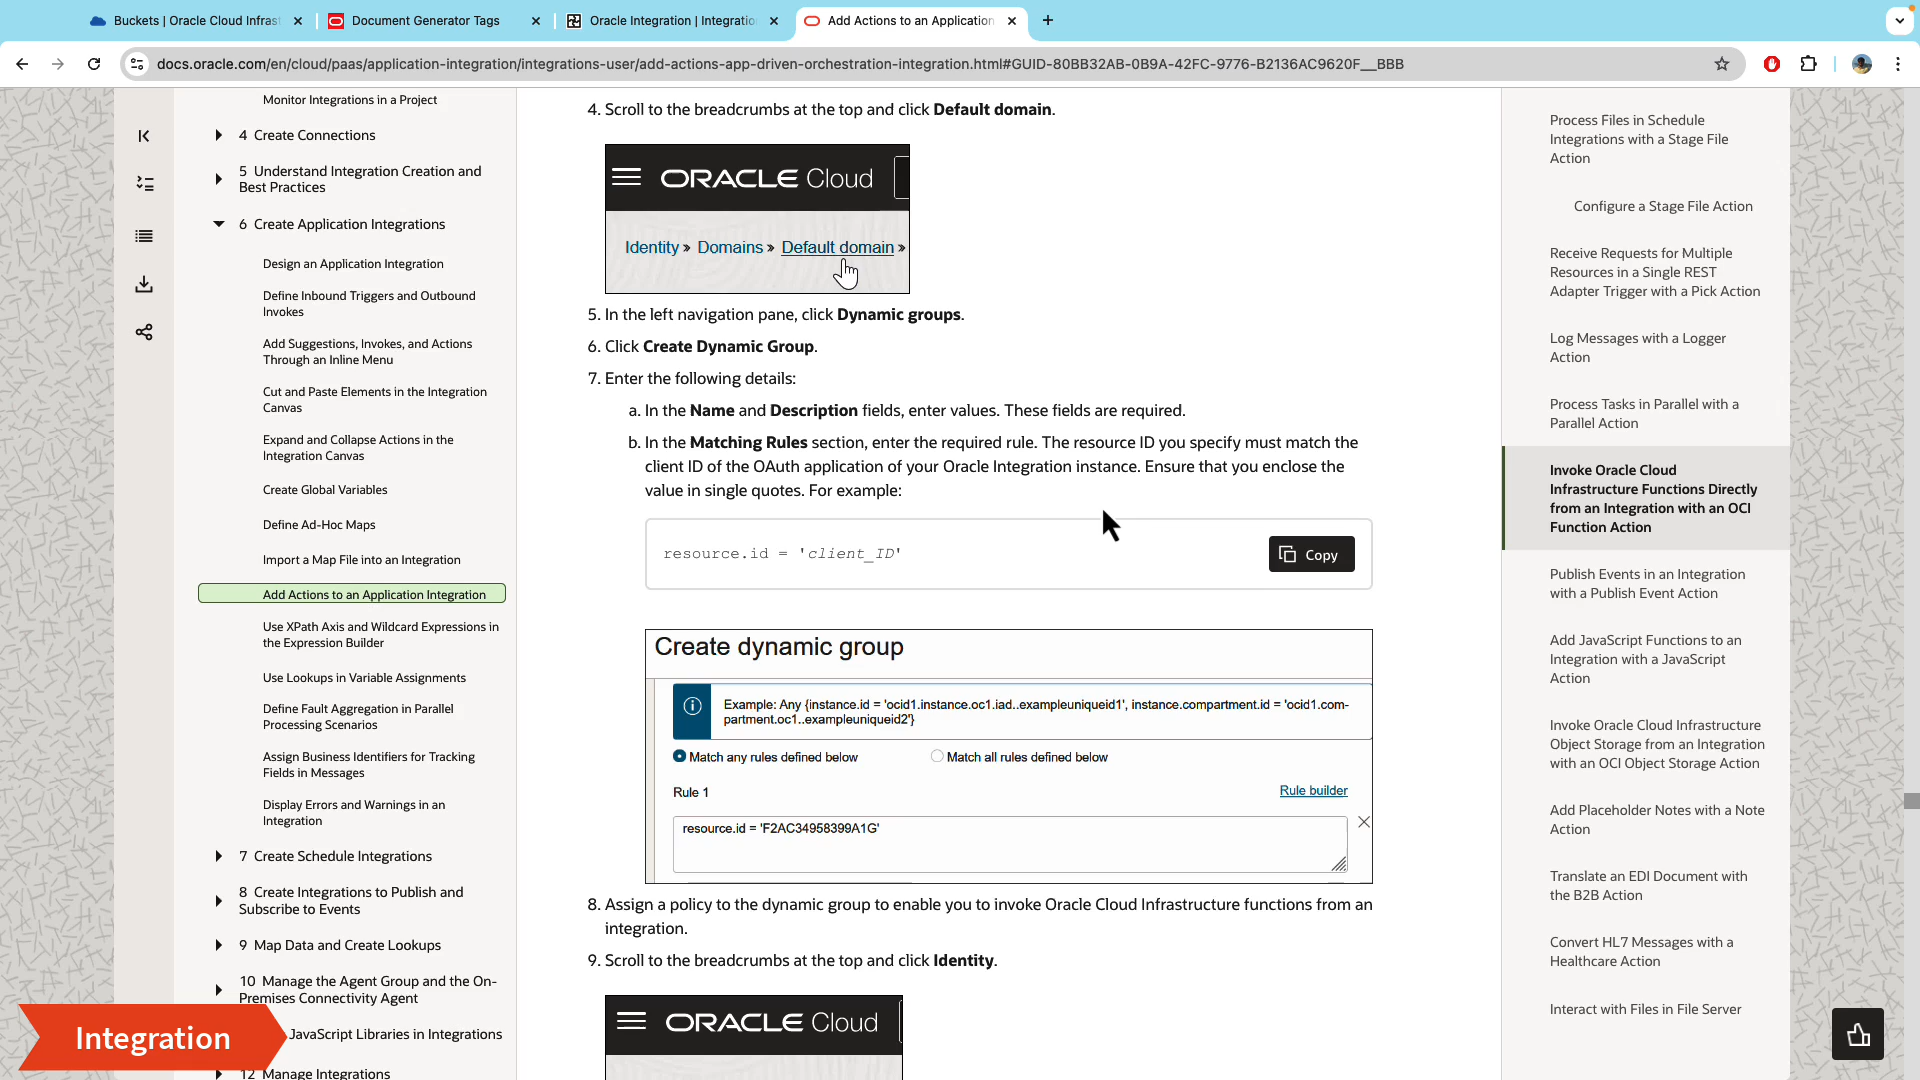 Buckets | Oracle Cloud Infras
Document Generator Tags
Oracle Integration | Integratio
Add Actions to an Application
docs.oracle.com/en/cloud/paas/application-integration/integrations-user/add-actions-app-driven-orchestration-integration.html#GUID-80BB32AB-0B9A-42FC-9776-B2136AC9620F__BBB
Monitor Integrations in a Project
4 Create Connections
5 Understand Integration Creation and
Best Practices
6 Create Application Integrations
Design an Application Integration
Define Inbound Triggers and Outbound
Invokes
Add Suggestions, Invokes, and Actions
Through an Inline Menu
Cut and Paste Elements in the Integration
Canvas
Expand and Collapse Actions in the
Integration Canvas
Create Global Variables
Define Ad-Hoc Maps
Import a Map File into an Integration
Add Actions to an Application Integration
Use XPath Axis and Wildcard Expressions in
the Expression Builder
Use Lookups in Variable Assignments
Define Fault Aggregation in Parallel
Processing Scenarios
Assign Business Identifiers for Tracking
Fields in Messages
Display Errors and Warnings in an
Integration
7 Create Schedule Integrations
8 Create Integrations to Publish and
Subscribe to Events
9 Map Data and Create Lookups
10 Manage the Agent Group and the On-
Premises Connectivity Agent
JavaScript Libraries in Integrations
12 Manage Integrations
Integration
4. Scroll to the breadcrumbs at the top and click Default domain.
ORACLE Cloud
Identity » Domains » Default domain »
5. In the left navigation pane, click Dynamic groups.
6. Click Create Dynamic Group.
7. Enter the following details:
a. In the Name and Description fields, enter values. These fields are required.
b. In the Matching Rules section, enter the required rule. The resource ID you specify must match the
client ID of the OAuth application of your Oracle Integration instance. Ensure that you enclose the
value in single quotes. For example:
resource.id = 'client_ID'
Copy
Create dynamic group
Example: Any {instance.id = 'ocid1.instance.oc1.iad..exampleuniqueid1', instance.compartment.id = 'ocid1.com-
partment.oc1..exampleuniqueid2'}
Match any rules defined below
Match all rules defined below
Rule 1
Rule builder
resource.id = 'F2AC34958399A1G'
8. Assign a policy to the dynamic group to enable you to invoke Oracle Cloud Infrastructure functions from an
integration.
9. Scroll to the breadcrumbs at the top and click Identity.
ORACLE Cloud
Process Files in Schedule
Integrations with a Stage File
Action
Configure a Stage File Action
Receive Requests for Multiple
Resources in a Single REST
Adapter Trigger with a Pick Action
Log Messages with a Logger
Action
Process Tasks in Parallel with a
Parallel Action
Invoke Oracle Cloud
Infrastructure Functions Directly
from an Integration with an OCI
Function Action
Publish Events in an Integration
with a Publish Event Action
Add JavaScript Functions to an
Integration with a JavaScript
Action
Invoke Oracle Cloud Infrastructure
Object Storage from an Integration
with an OCI Object Storage Action
Add Placeholder Notes with a Note
Action
Translate an EDI Document with
the B2B Action
Convert HL7 Messages with a
Healthcare Action
Interact with Files in File Server